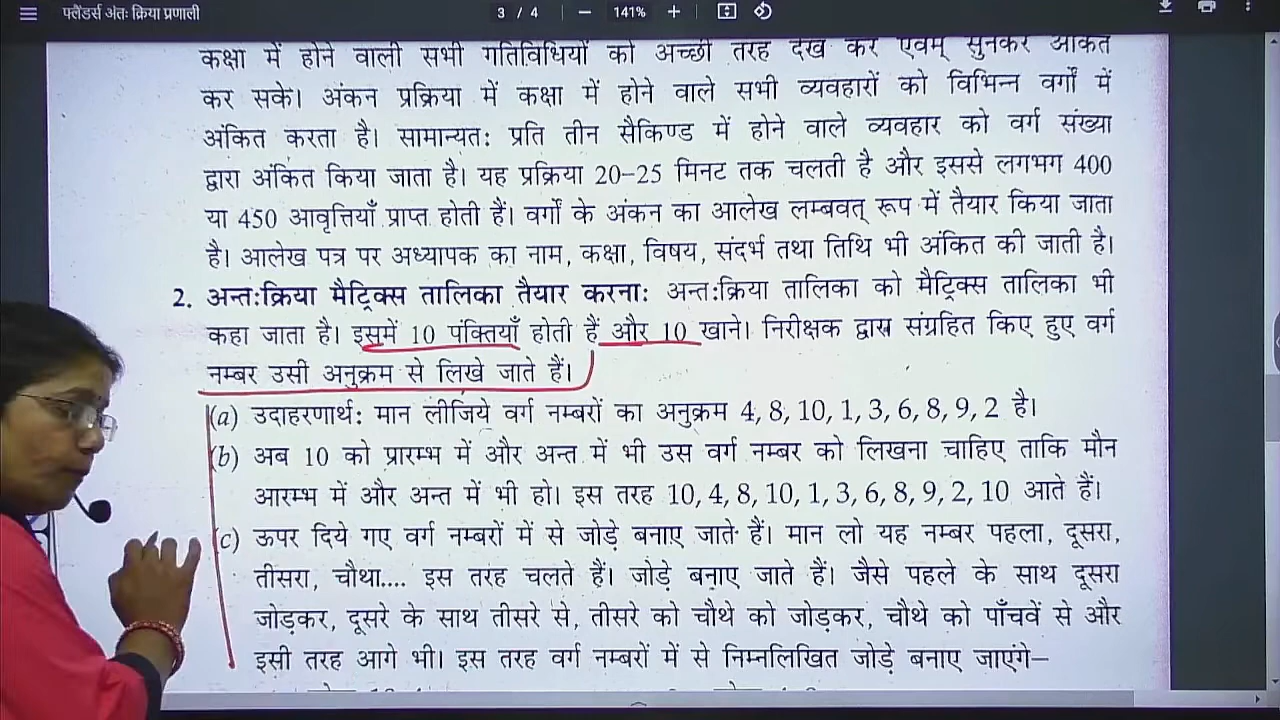 फ्लैंडर्स अंतः क्रिया प्रणाली
3 / 4
141%
कक्षा में होने वाली सभी गतिविधियों को अच्छी तरह देख कर एवम् सुनकर अंकित
कर सके। अंकन प्रक्रिया में कक्षा में होने वाले सभी व्यवहारों को विभिन्न वर्गों में
अंकित करता है। सामान्यतः प्रति तीन सैकिण्ड में होने वाले व्यवहार को वर्ग संख्या
द्वारा अंकित किया जाता है। यह प्रक्रिया 20–25 मिनट तक चलती है और इससे लगभग 400
या 450 आवृत्तियाँ प्राप्त होती हैं। वर्गों के अंकन का आलेख लम्बवत् रूप में तैयार किया जाता
है। आलेख पत्र पर अध्यापक का नाम, कक्षा, विषय, संदर्भ तथा तिथि भी अंकित की जाती है।
2. अन्तःक्रिया मैट्रिक्स तालिका तैयार करनाः अन्तःक्रिया तालिका को मैट्रिक्स तालिका भी
कहा जाता है। इसमें 10 पंक्तियाँ होती हैं और 10 खाने। निरीक्षक द्वारा संग्रहित किए हुए वर्ग
नम्बर उसी अनुक्रम से लिखे जाते हैं।
(a) उदाहरणार्थः मान लीजिये वर्ग नम्बरों का अनुक्रम 4, 8, 10, 1, 3, 6, 8, 9, 2 है।
(b) अब 10 को प्रारम्भ में और अन्त में भी उस वर्ग नम्बर को लिखना चाहिए ताकि मौन
आरम्भ में और अन्त में भी हो। इस तरह 10, 4, 8, 10, 1, 3, 6, 8, 9, 2, 10 आते हैं।
(c) ऊपर दिये गए वर्ग नम्बरों में से जोड़े बनाए जाते हैं। मान लो यह नम्बर पहला, दूसरा,
तीसरा, चौथा.... इस तरह चलते हैं। जोड़े बनाए जाते हैं। जैसे पहले के साथ दूसरा
जोड़कर, दूसरे के साथ तीसरे से, तीसरे को चौथे को जोड़कर, चौथे को पाँचवें से और
इसी तरह आगे भी। इस तरह वर्ग नम्बरों में से निम्नलिखित जोड़े बनाए जाएंगे–